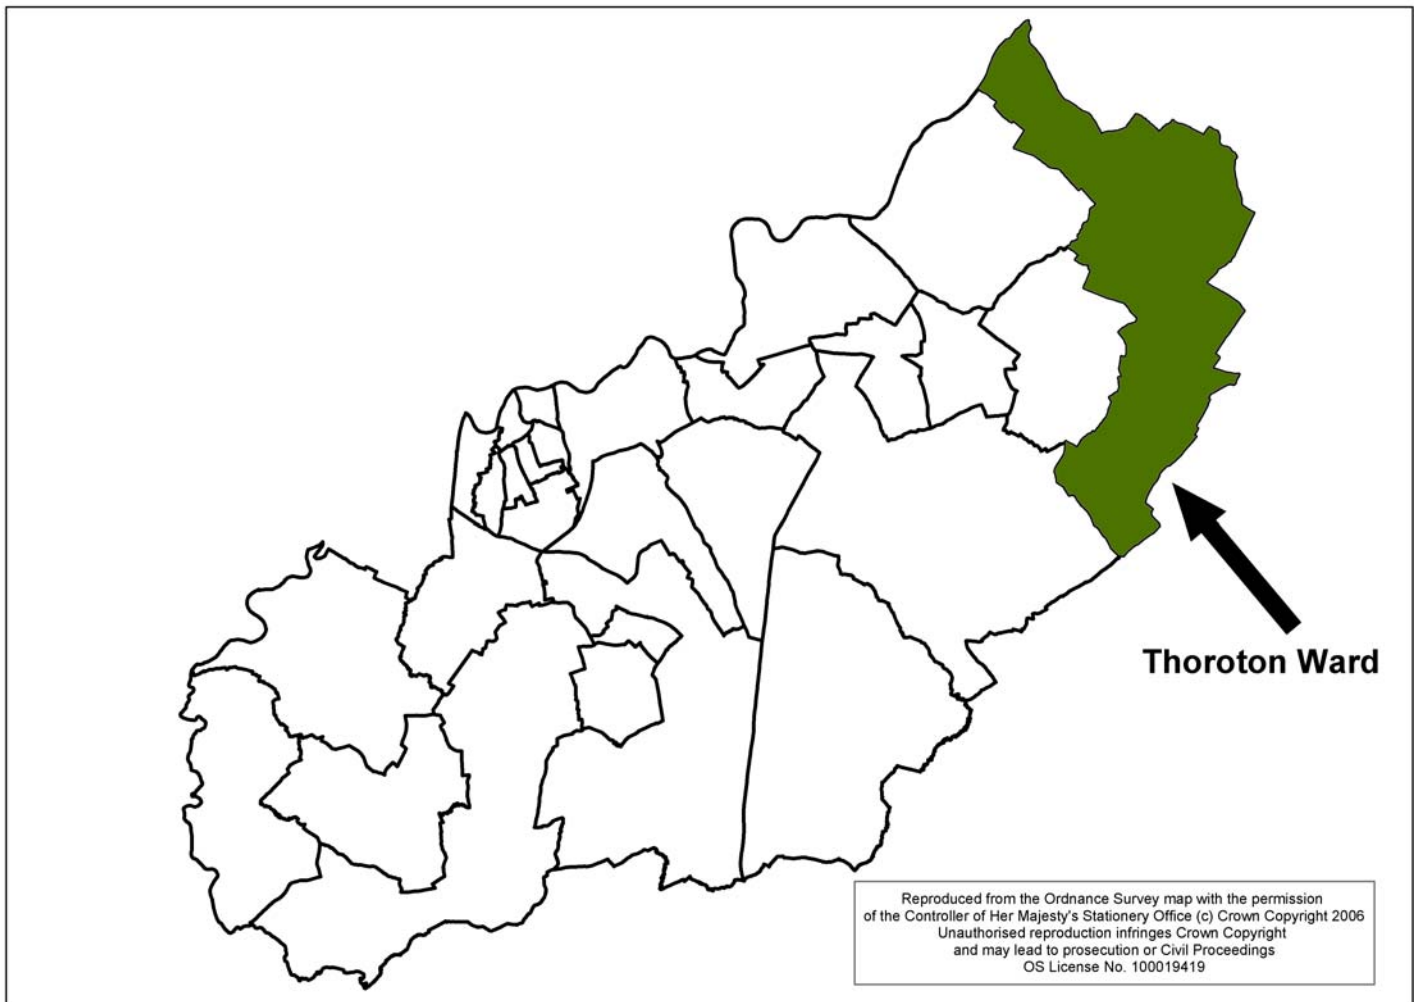 Thoroton Ward
Reproduced from the Ordnance Survey map with the permission
of the Controller of Her Majesty's Stationery Office (c) Crown Copyright 2006
Unauthorised reproduction infringes Crown Copyright
and may lead to prosecution or Civil Proceedings
OS License No. 100019419